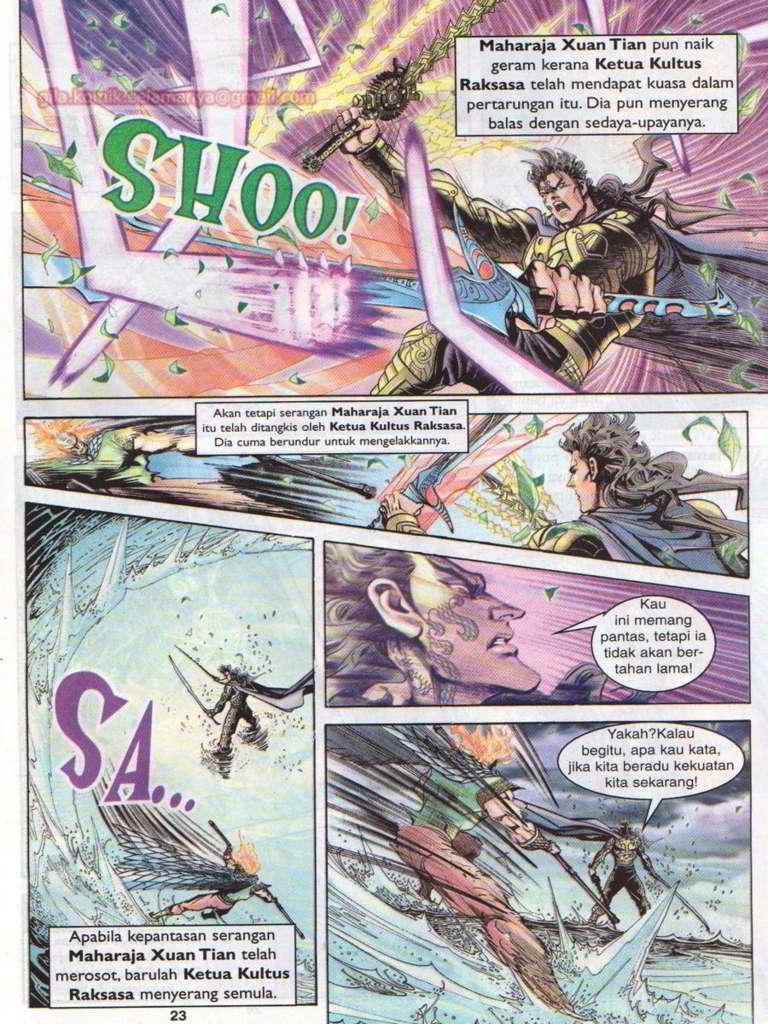 Maharaja Xuan Tian pun naik
geram kerana Ketua Kultus
Raksasa telah mendapat kuasa dalam
pertarungan itu. Dia pun menyerang
balas dengan sedaya-upayanya.
SHOO!
Akan tetapi serangan Maharaja Xuan Tian
itu telah ditangkis oleh Ketua Kultus Raksasa.
Dia cuma berundur untuk mengelakkannya.
Kau
ini memang
pantas, tetapi ia
tidak akan ber-
tahan lama!
SA...
Apabila kepantasan serangan
Maharaja Xuan Tian telah
merosot, barulah Ketua Kultus
Raksasa menyerang semula.
Yakah?Kalau
begitu, apa kau kata,
jika kita beradu kekuatan
kita sekarang!
23